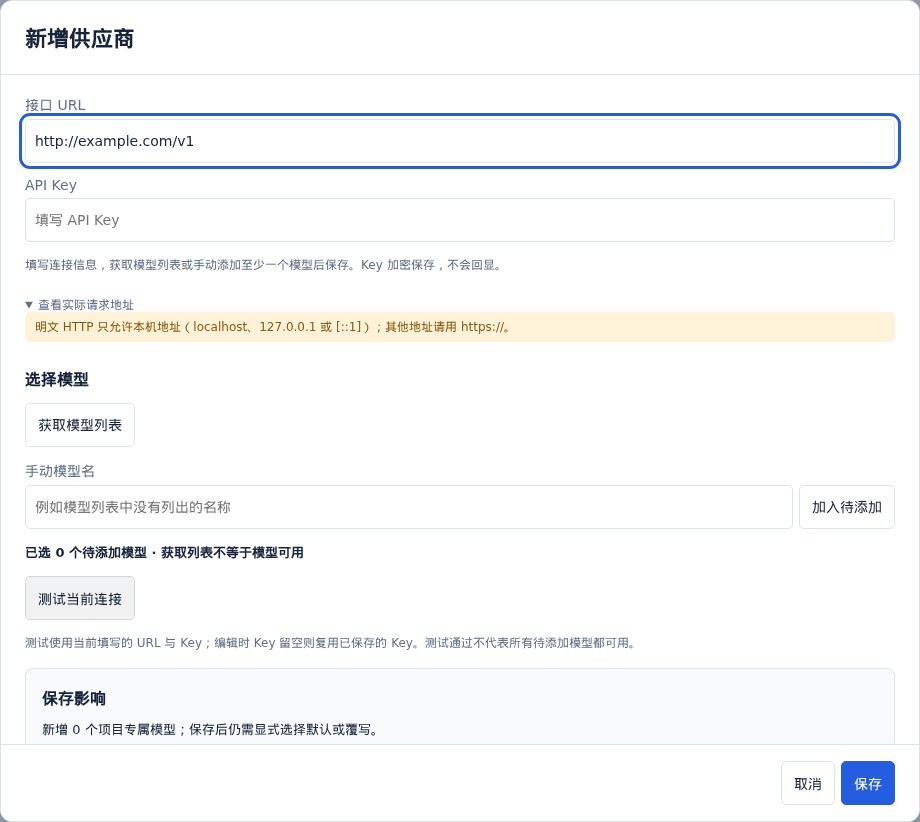 新增供应商
接口 URL
http://example.com/v1
API Key
填写 API Key
填写连接信息，获取模型列表或手动添加至少一个模型后保存。Key 加密保存，不会回显。
▼ 查看实际请求地址
明文 HTTP 只允许本机地址（localhost、127.0.0.1 或 [::1]）；其他地址请用 https://。
选择模型
获取模型列表
手动模型名
例如模型列表中没有列出的名称
加入待添加
已选 0 个待添加模型 · 获取列表不等于模型可用
测试当前连接
测试使用当前填写的 URL 与 Key；编辑时 Key 留空则复用已保存的 Key。测试通过不代表所有待添加模型都可用。
保存影响
新增 0 个项目专属模型；保存后仍需显式选择默认或覆写。
取消
保存